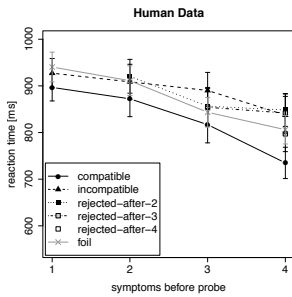 Human Data
reaction time [ms]
1000
900
800
700
600
compatible
incompatible
rejected-after-2
rejected-after-3
rejected-after-4
foil
1 2 3 4
symptoms before probe